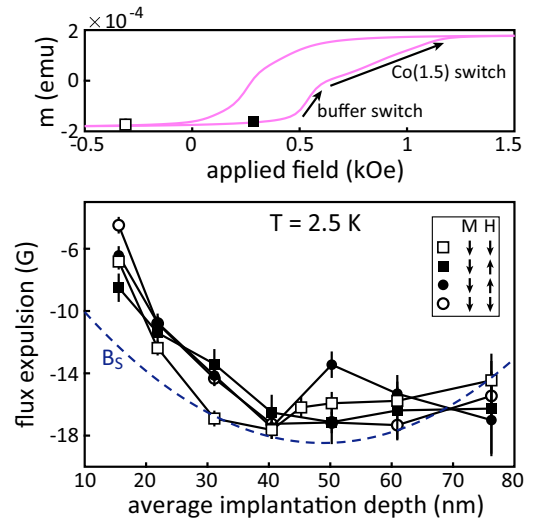 2 x 10⁻⁴
0
-2
m (emu)
Co(1.5) switch
buffer switch
-0.5 0 0.5 1 1.5
applied field (kOe)
T = 2.5 K
M H
↓ ↓
↓ ↑
↓ ↑
↓ ↓
-6
-10
-14
-18
flux expulsion (G)
B_S
10 20 30 40 50 60 70 80
average implantation depth (nm)